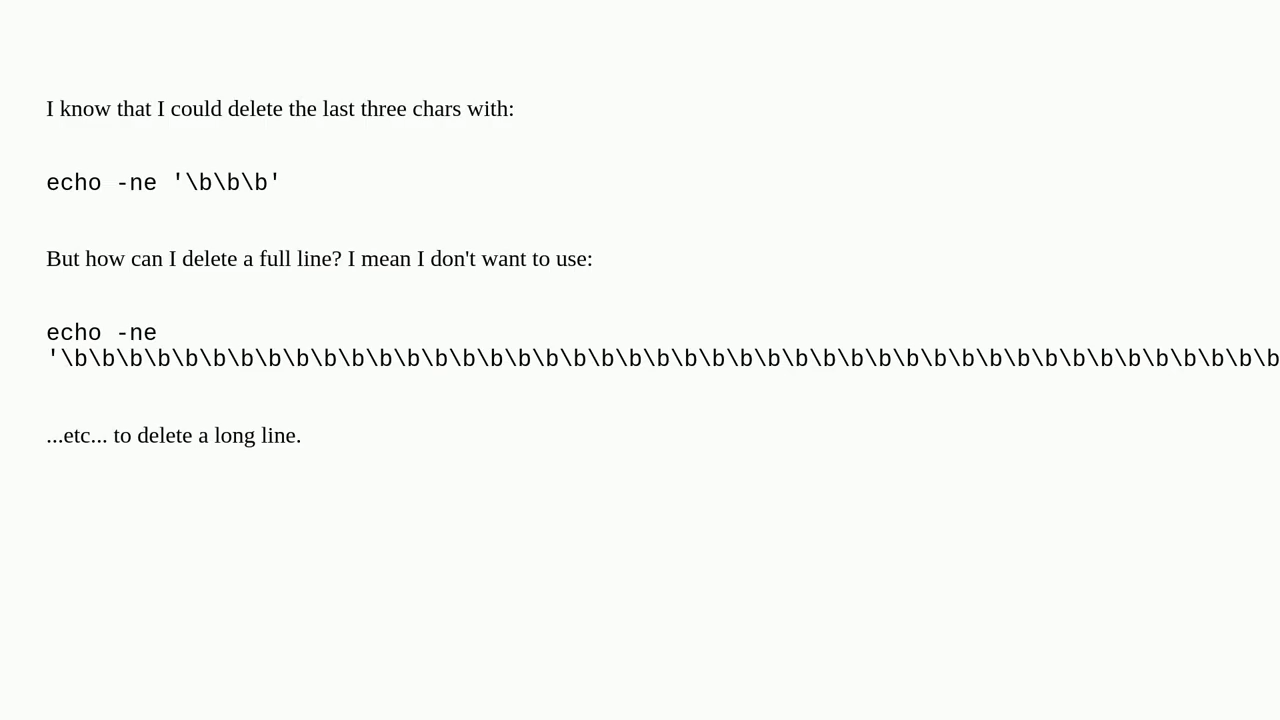 I know that I could delete the last three chars with:
echo -ne '\b\b\b'
But how can I delete a full line? I mean I don't want to use:
echo -ne
'\b\b\b\b\b\b\b\b\b\b\b\b\b\b\b\b\b\b\b\b\b\b\b\b\b\b\b\b\b\b\b\b\b\b\b\b\b\b\b\b\b\b\b\b
...etc... to delete a long line.